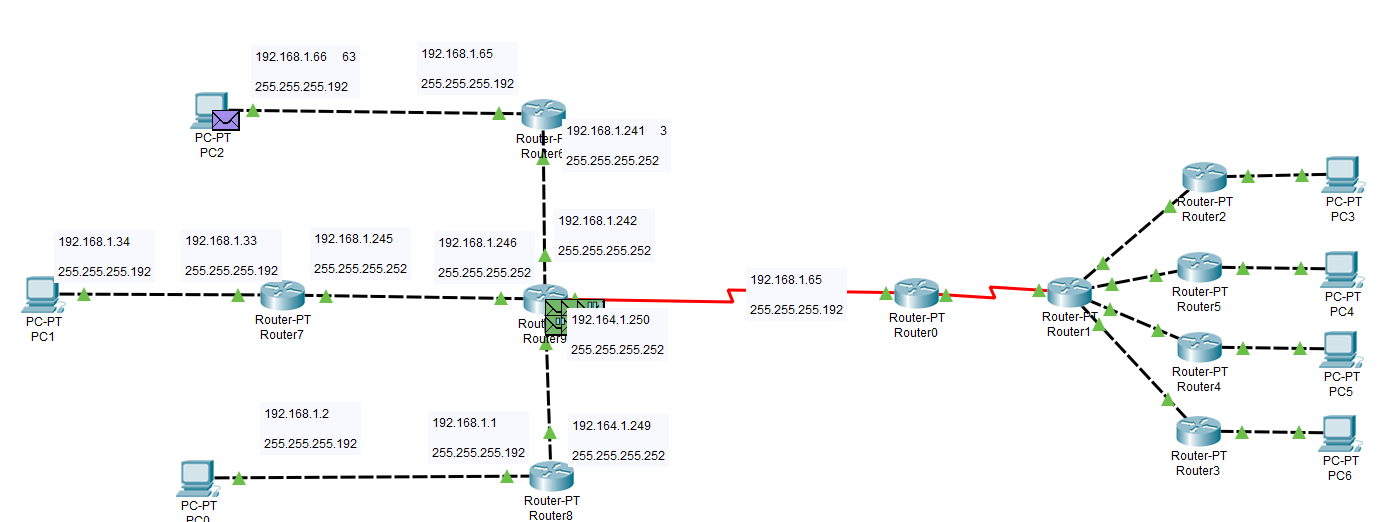 192.168.1.66 63
255.255.255.192
192.168.1.65
255.255.255.192
PC-PT
PC2
192.168.1.241 3
255.255.255.252
192.168.1.242
255.255.255.252
192.168.1.34
255.255.255.192
192.168.1.33
255.255.255.192
192.168.1.245
255.255.255.252
192.168.1.246
255.255.255.252
PC-PT
PC1
Router-PT
Router7
192.164.1.250
255.255.255.252
192.168.1.65
255.255.255.192
Router-PT
Router0
Router-PT
Router1
Router-PT
Router2
PC-PT
PC3
Router-PT
Router5
PC-PT
PC4
Router-PT
Router4
PC-PT
PC5
Router-PT
Router3
PC-PT
PC6
192.168.1.2
255.255.255.192
192.168.1.1
255.255.255.192
192.164.1.249
255.255.255.252
PC-PT
PC0
Router-PT
Router8